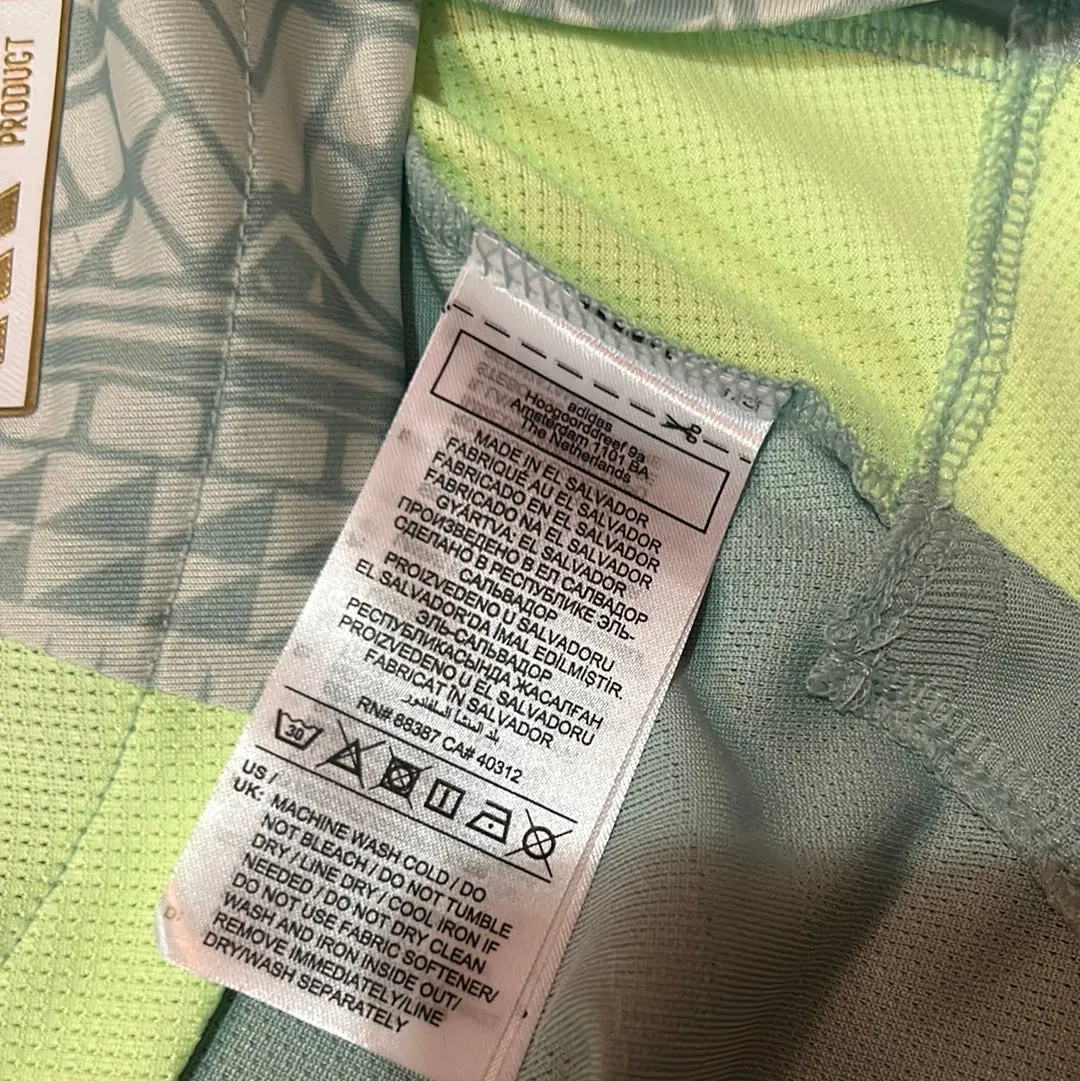 PRODUCT
adidas
Hoogoorddreef 9a
Amsterdam 1101 BA
The Netherlands
MADE IN EL SALVADOR
FABRIQUÉ AU EL SALVADOR
FABRICADO EN EL SALVADOR
FABRICADO NA EL SALVADOR
GYÁRTVA: EL SALVADOR
ПРОИЗВЕДЕНО В ЕЛ САЛВАДОР
СДЕЛАНО В РЕСПУБЛИКЕ ЭЛЬ-
САЛЬВАДОР
PROIZVEDENO U SALVADORU
EL SALVADOR'DA İMAL EDİLMİŞTİR.
ЭЛЬ-САЛЬВАДОР
РЕСПУБЛИКАСЫНДА ЖАСАЛҒАН
PROIZVEDENO U EL SALVADORU
FABRICAT ÎN SALVADOR
بلد المنشأ السلفادور
RN# 88387 CA# 40312
30
US /
UK: MACHINE WASH COLD / DO
NOT BLEACH / DO NOT TUMBLE
DRY / LINE DRY / COOL IRON IF
NEEDED / DO NOT DRY CLEAN
DO NOT USE FABRIC SOFTENER/
WASH AND IRON INSIDE OUT/
REMOVE IMMEDIATELY/LINE
DRY/WASH SEPARATELY